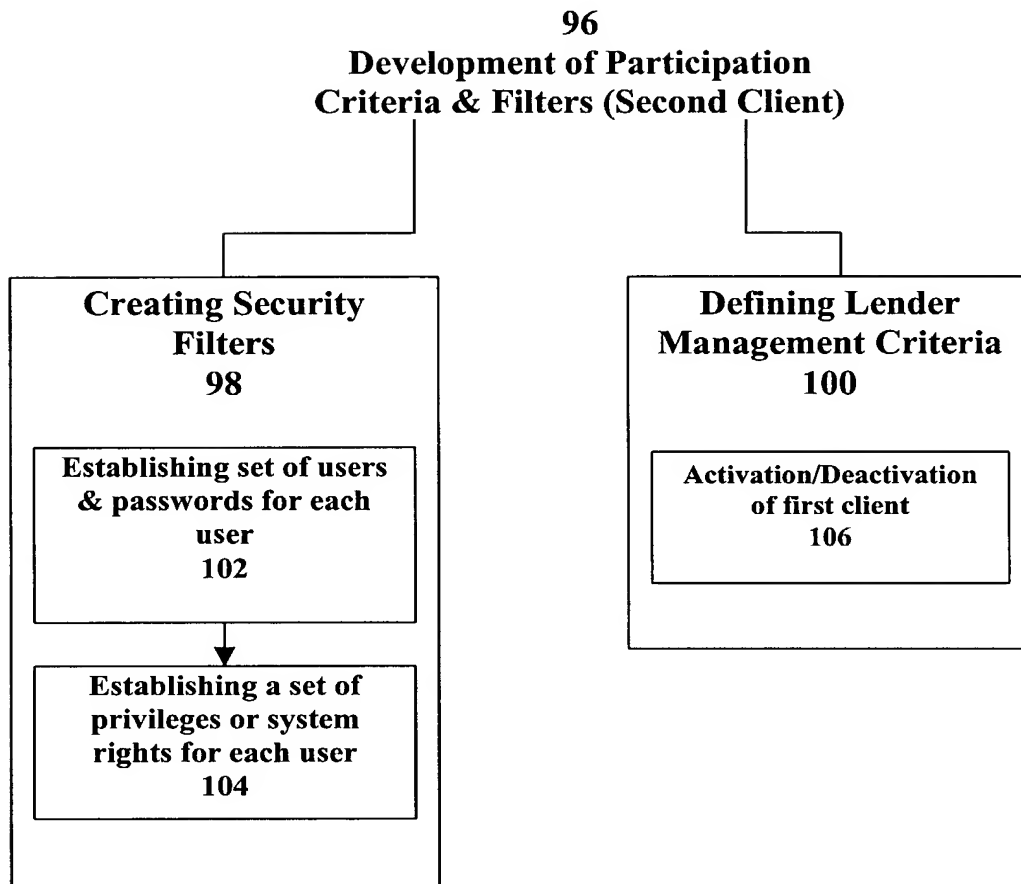 96
Development of Participation
Criteria & Filters (Second Client)
Creating Security
Filters
98
Establishing set of users
& passwords for each
user
102
Establishing a set of
privileges or system
rights for each user
104
Defining Lender
Management Criteria
100
Activation/Deactivation
of first client
106